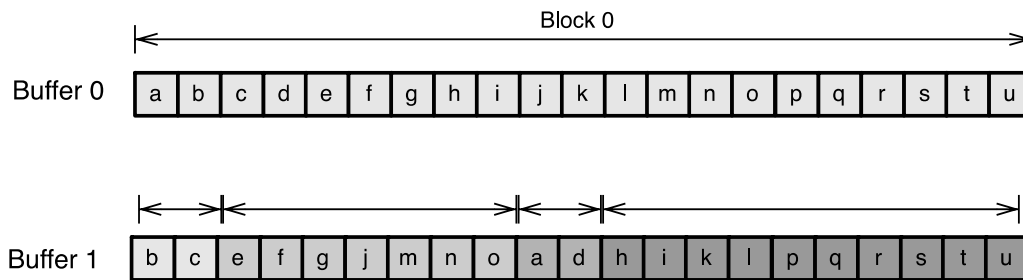 Block 0
Buffer 0 a b c d e f g h i j k l m n o p q r s t u
Buffer 1 b c e f g j m n o a d h i k l p q r s t u